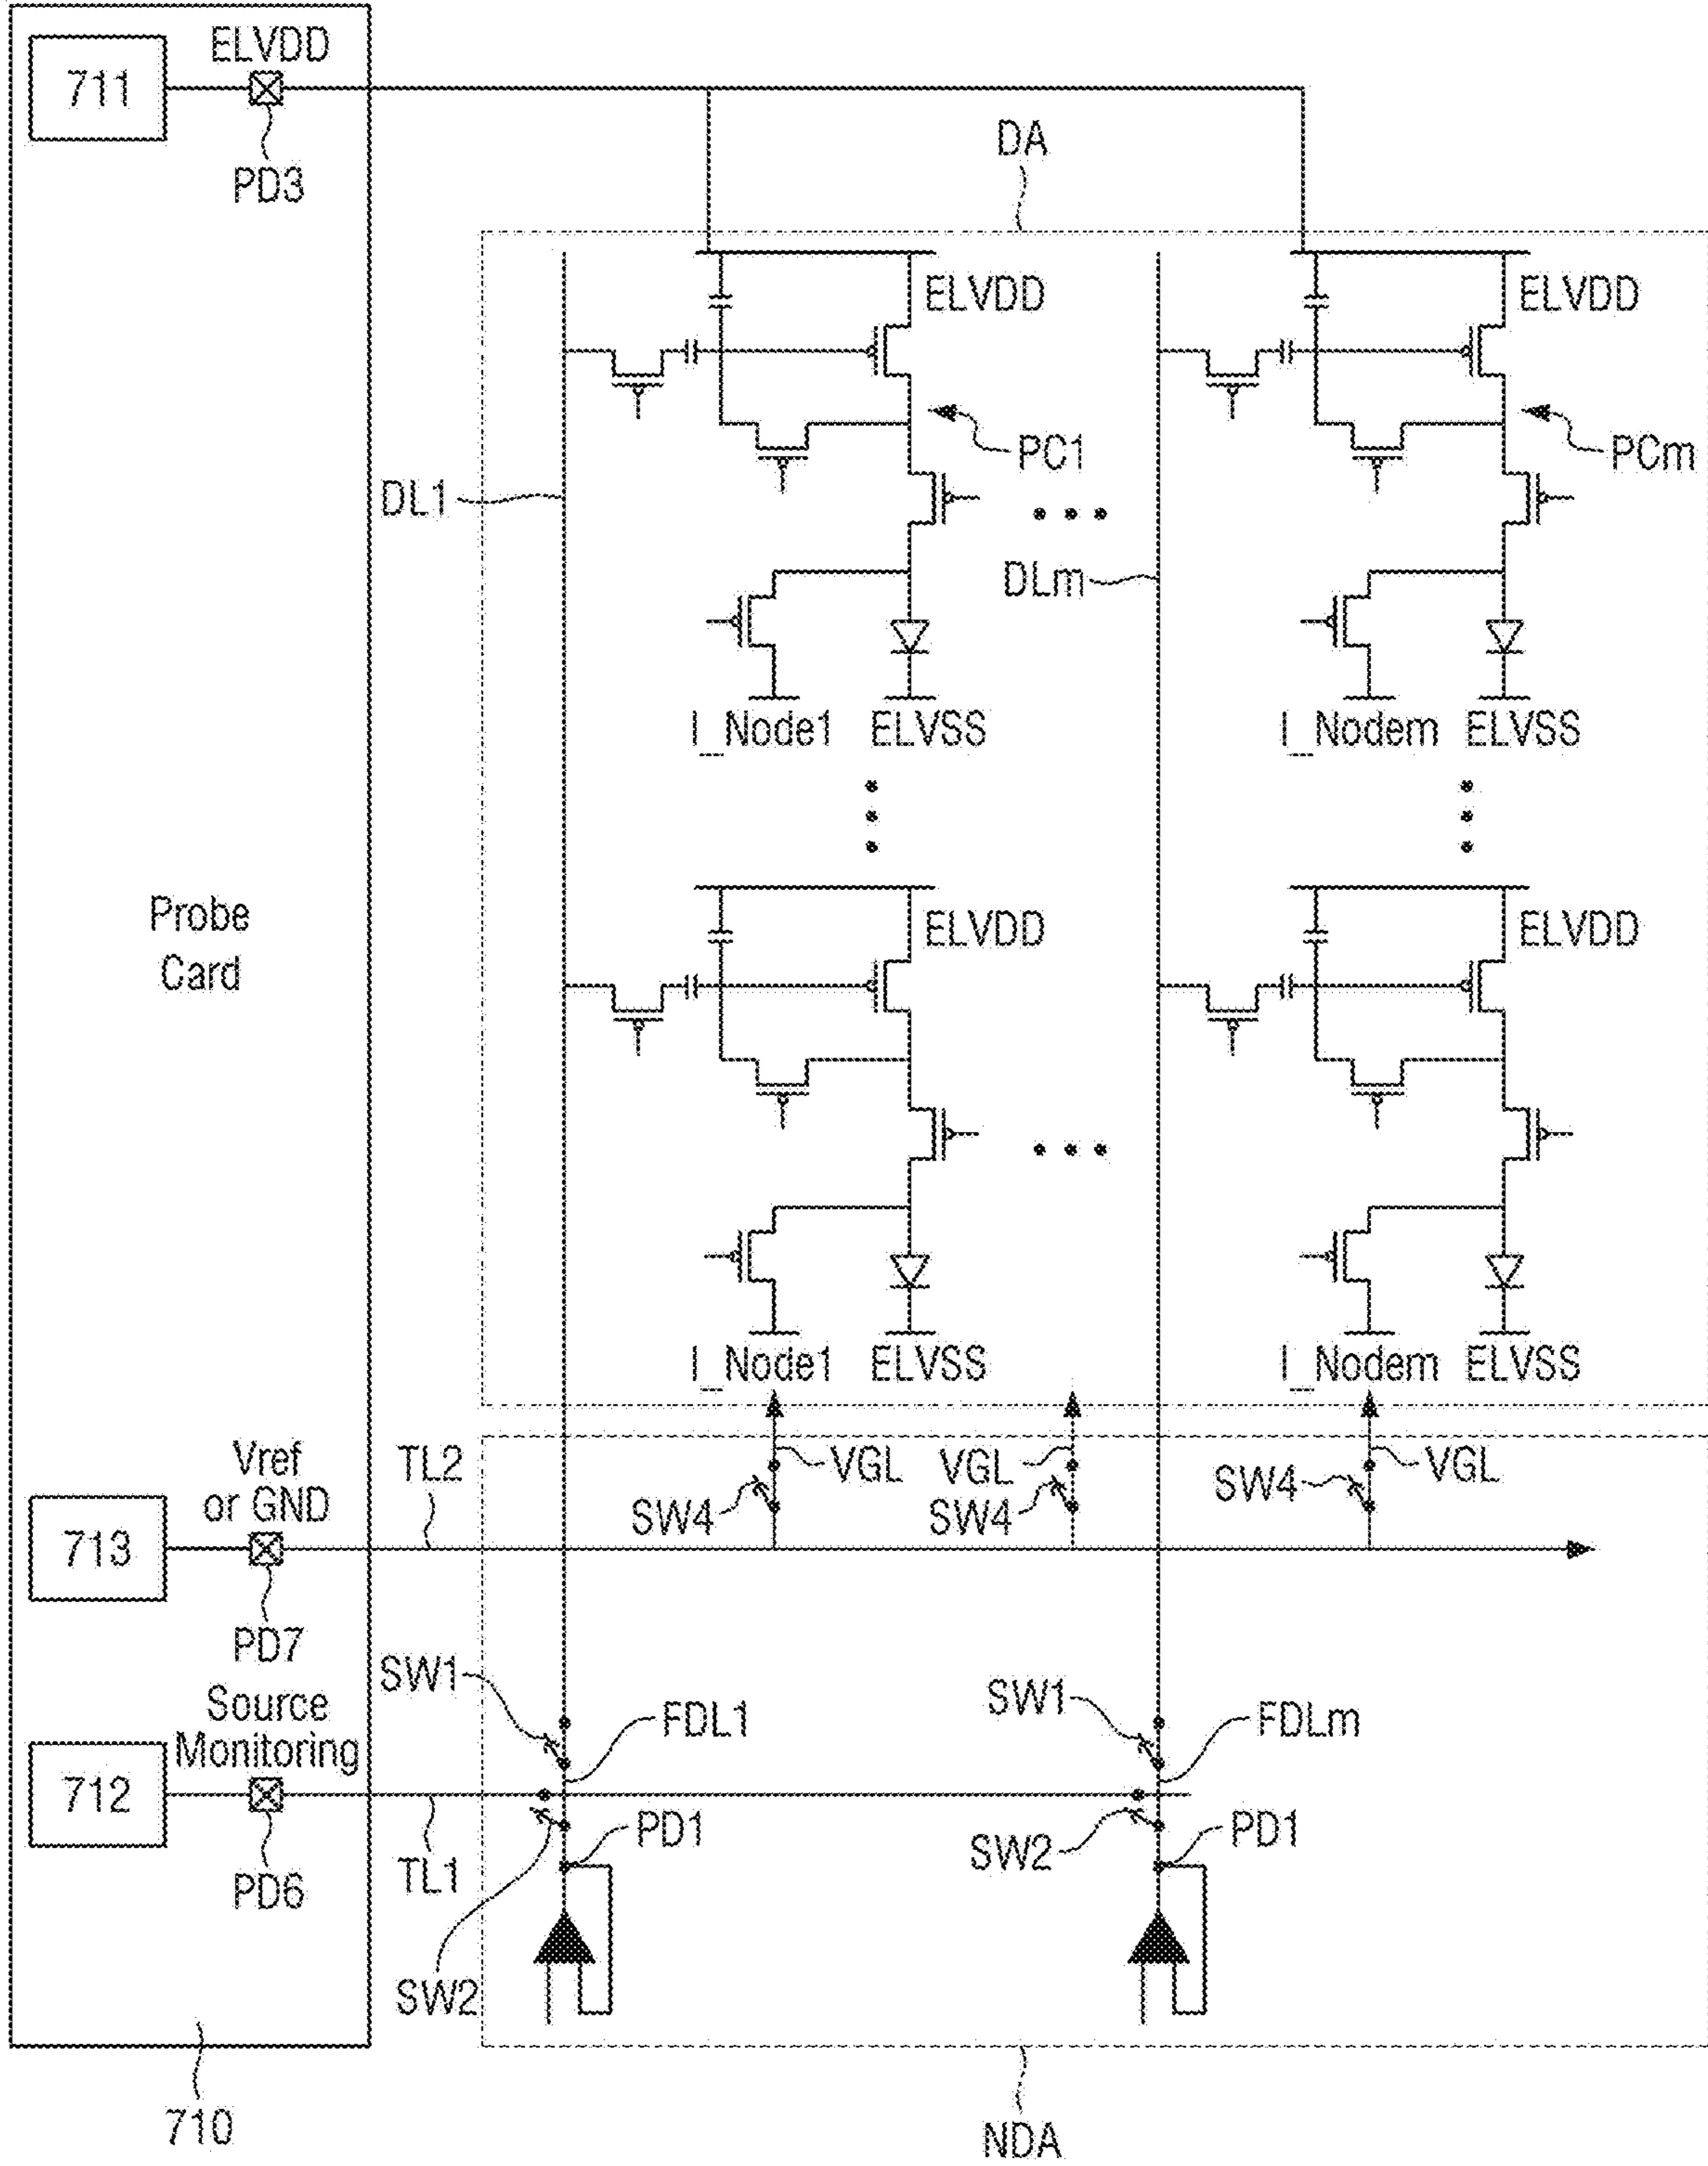 711
ELVDD
PD3
DA
ELVDD
ELVDD
PC1
PCm
DL1
DLm
I_Node1
ELVSS
I_Nodem
ELVSS
Probe
Card
ELVDD
ELVDD
I_Node1
ELVSS
I_Nodem
ELVSS
Vref
or GND
TL2
VGL
VGL
VGL
SW4
SW4
SW4
713
PD7
Source
Monitoring
SW1
FDL1
SW1
FDLm
712
PD6
TL1
PD1
SW2
PD1
SW2
710
NDA